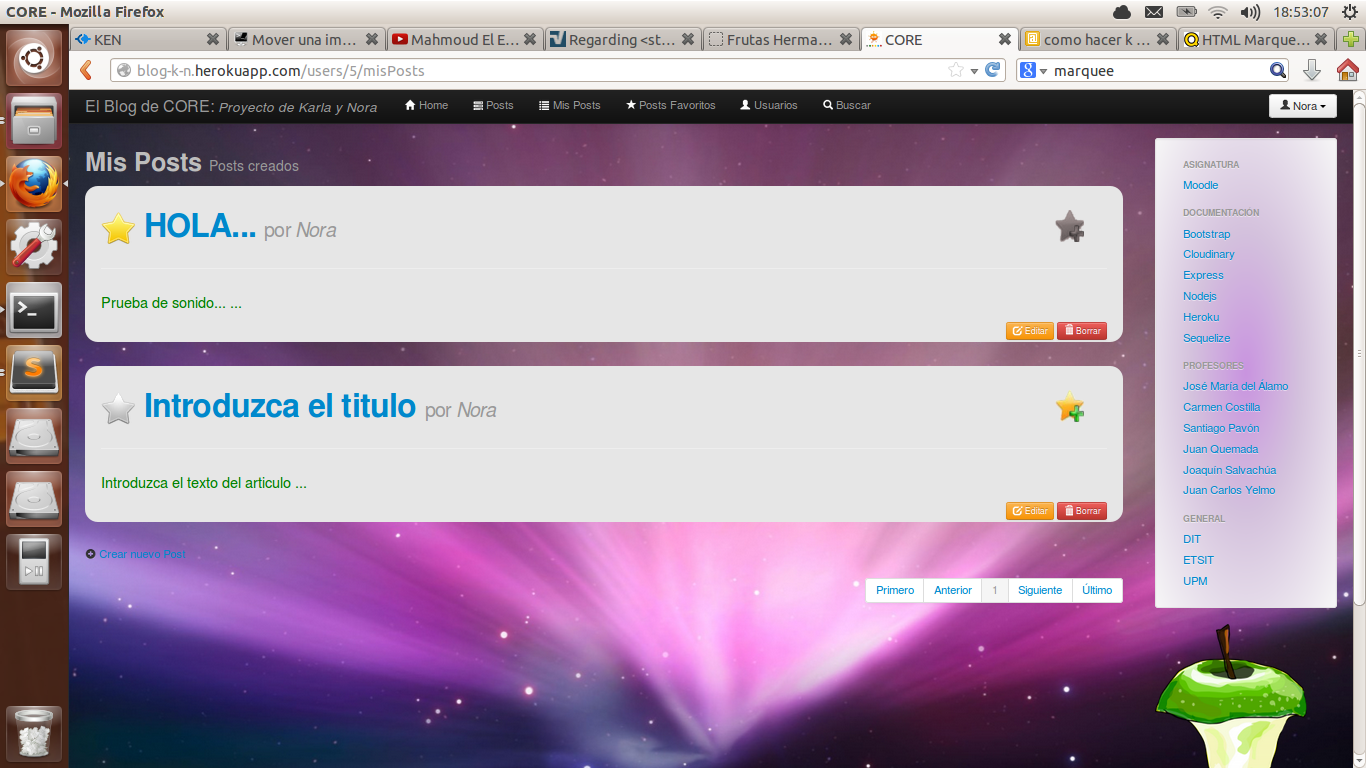 CORE - Mozilla Firefox
18:53:07
KEN
Mover una im...
Mahmoud El E...
Regarding <st...
Frutas Herma...
CORE
como hacer k ...
HTML Marque...
blog-k-n.herokuapp.com/users/5/misPosts
marquee
El Blog de CORE: Proyecto de Karla y Nora
Home
Posts
Mis Posts
Posts Favoritos
Usuarios
Buscar
Nora
Mis Posts Posts creados
HOLA... por Nora
Prueba de sonido... ...
Editar
Borrar
Introduzca el titulo por Nora
Introduzca el texto del articulo ...
Editar
Borrar
Crear nuevo Post
Primero
Anterior
1
Siguiente
Último
ASIGNATURA
Moodle
DOCUMENTACIÓN
Bootstrap
Cloudinary
Express
Nodejs
Heroku
Sequelize
PROFESORES
José María del Álamo
Carmen Costilla
Santiago Pavón
Juan Quemada
Joaquín Salvachúa
Juan Carlos Yelmo
GENERAL
DIT
ETSIT
UPM